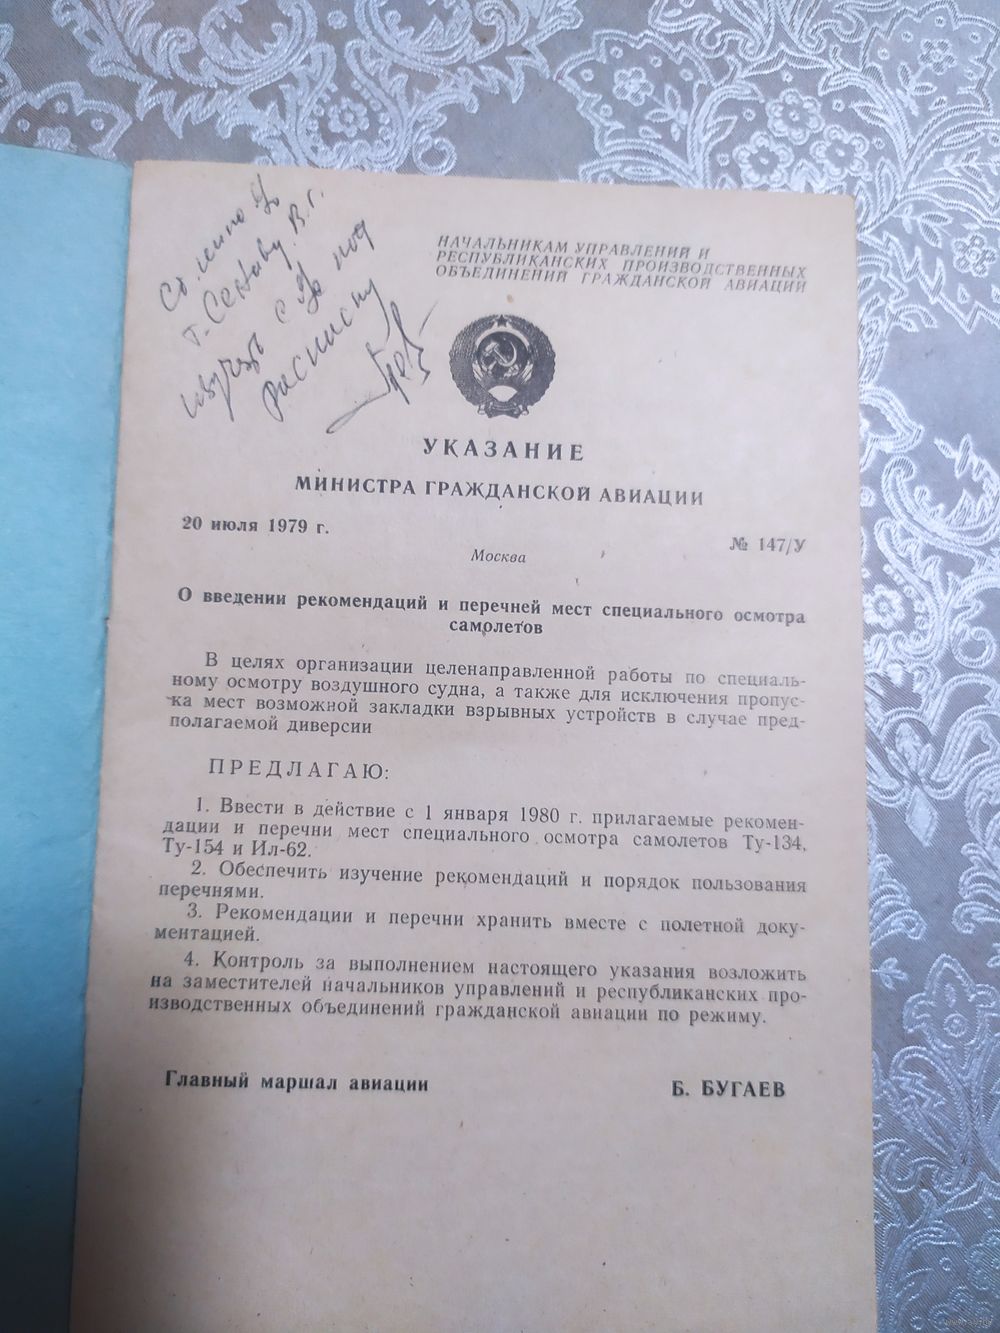 изучить
под
расписку
НАЧАЛЬНИКАМ УПРАВЛЕНИЙ И
РЕСПУБЛИКАНСКИХ ПРОИЗВОДСТВЕННЫХ
ОБЪЕДИНЕНИЙ ГРАЖДАНСКОЙ АВИАЦИИ
УКАЗАНИЕ
МИНИСТРА ГРАЖДАНСКОЙ АВИАЦИИ
20 июля 1979 г.
№ 147/У
Москва
О введении рекомендаций и перечней мест специального осмотра
самолетов
В целях организации целенаправленной работы по специаль-
ному осмотру воздушного судна, а также для исключения пропус-
ка мест возможной закладки взрывных устройств в случае пред-
полагаемой диверсии
ПРЕДЛАГАЮ:
1. Ввести в действие с 1 января 1980 г. прилагаемые рекомен-
дации и перечни мест специального осмотра самолетов Ту-134,
Ту-154 и Ил-62.
2. Обеспечить изучение рекомендаций и порядок пользования
перечнями.
3. Рекомендации и перечни хранить вместе с полетной доку-
ментацией.
4. Контроль за выполнением настоящего указания возложить
на заместителей начальников управлений и республиканских про-
изводственных объединений гражданской авиации по режиму.
Главный маршал авиации
Б. БУГАЕВ